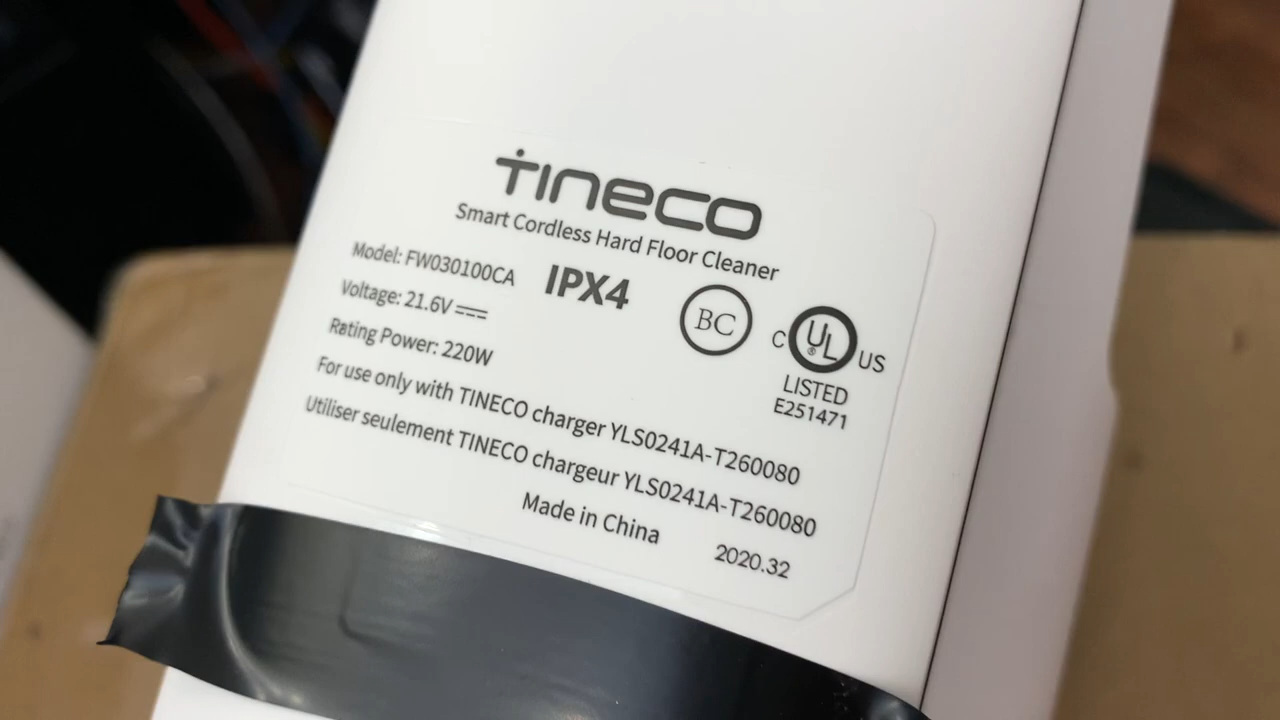 TINECO
Smart Cordless Hard Floor Cleaner
Model: FW030100CA
IPX4
Voltage: 21.6V
BC
C UL US
®
Rating Power: 220W
LISTED
E251471
For use only with TINECO charger YLS0241A-T260080
Utiliser seulement TINECO chargeur YLS0241A-T260080
Made in China
2020.32